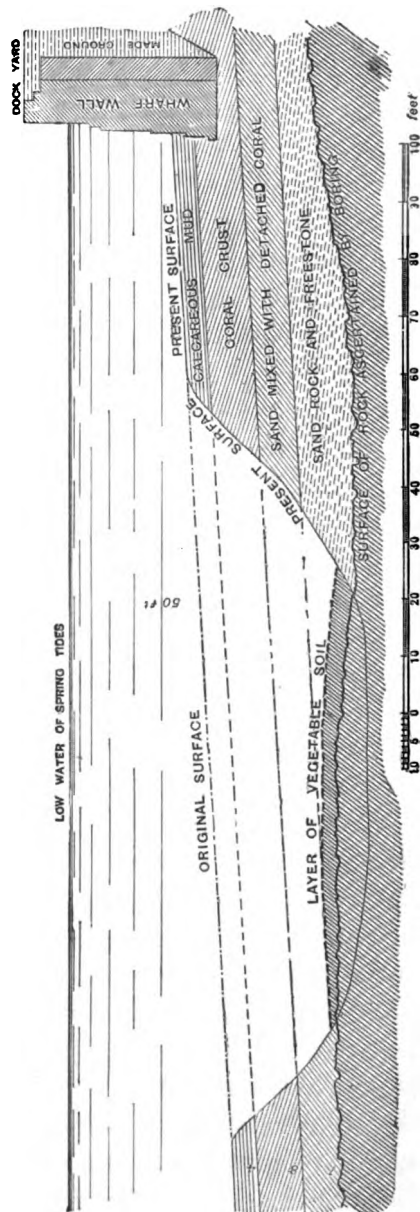 DOCK YARD
MADE GROUND
WHARF WALL
LOW WATER OF SPRING TIDES
50 ft
PRESENT SURFACE
CALCAREOUS MUD
CORAL CRUST
SAND MIXED WITH DETACHED CORAL
SAND ROCK AND FREESTONE
SURFACE OF ROCK ASCERTAINED BY BORING
PRESENT SURFACE
ORIGINAL SURFACE
LAYER OF VEGETABLE SOIL
10 5 0 10 20 30 40 50 60 70 80 90 100 feet